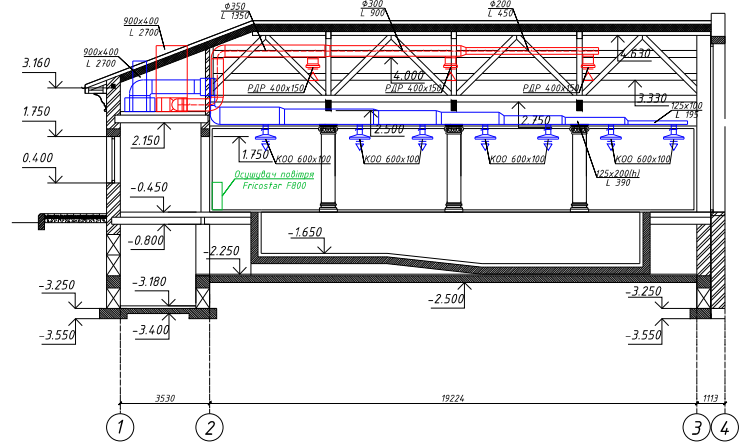 Φ350
L 1350
Φ300
L 900
Φ200
L 450
900x400
L 2700
900x400
L 2700
4.630
3.160
4.000
РДР 400x150
РДР 400x150
РДР 400x150
3.330
125x100
L 195
1.750
2.500
2.750
2.150
1.750
КОО 600x100
КОО 600x100
КОО 600x100
КОО 600x100
0.400
Осушувач повітря
Fricostar F800
125x200(h)
L 390
-0.450
-0.800
-1.650
-2.250
-3.250
-3.180
-2.500
-3.250
-3.550
-3.400
-3.550
3530
19224
1113
1
2
3
4